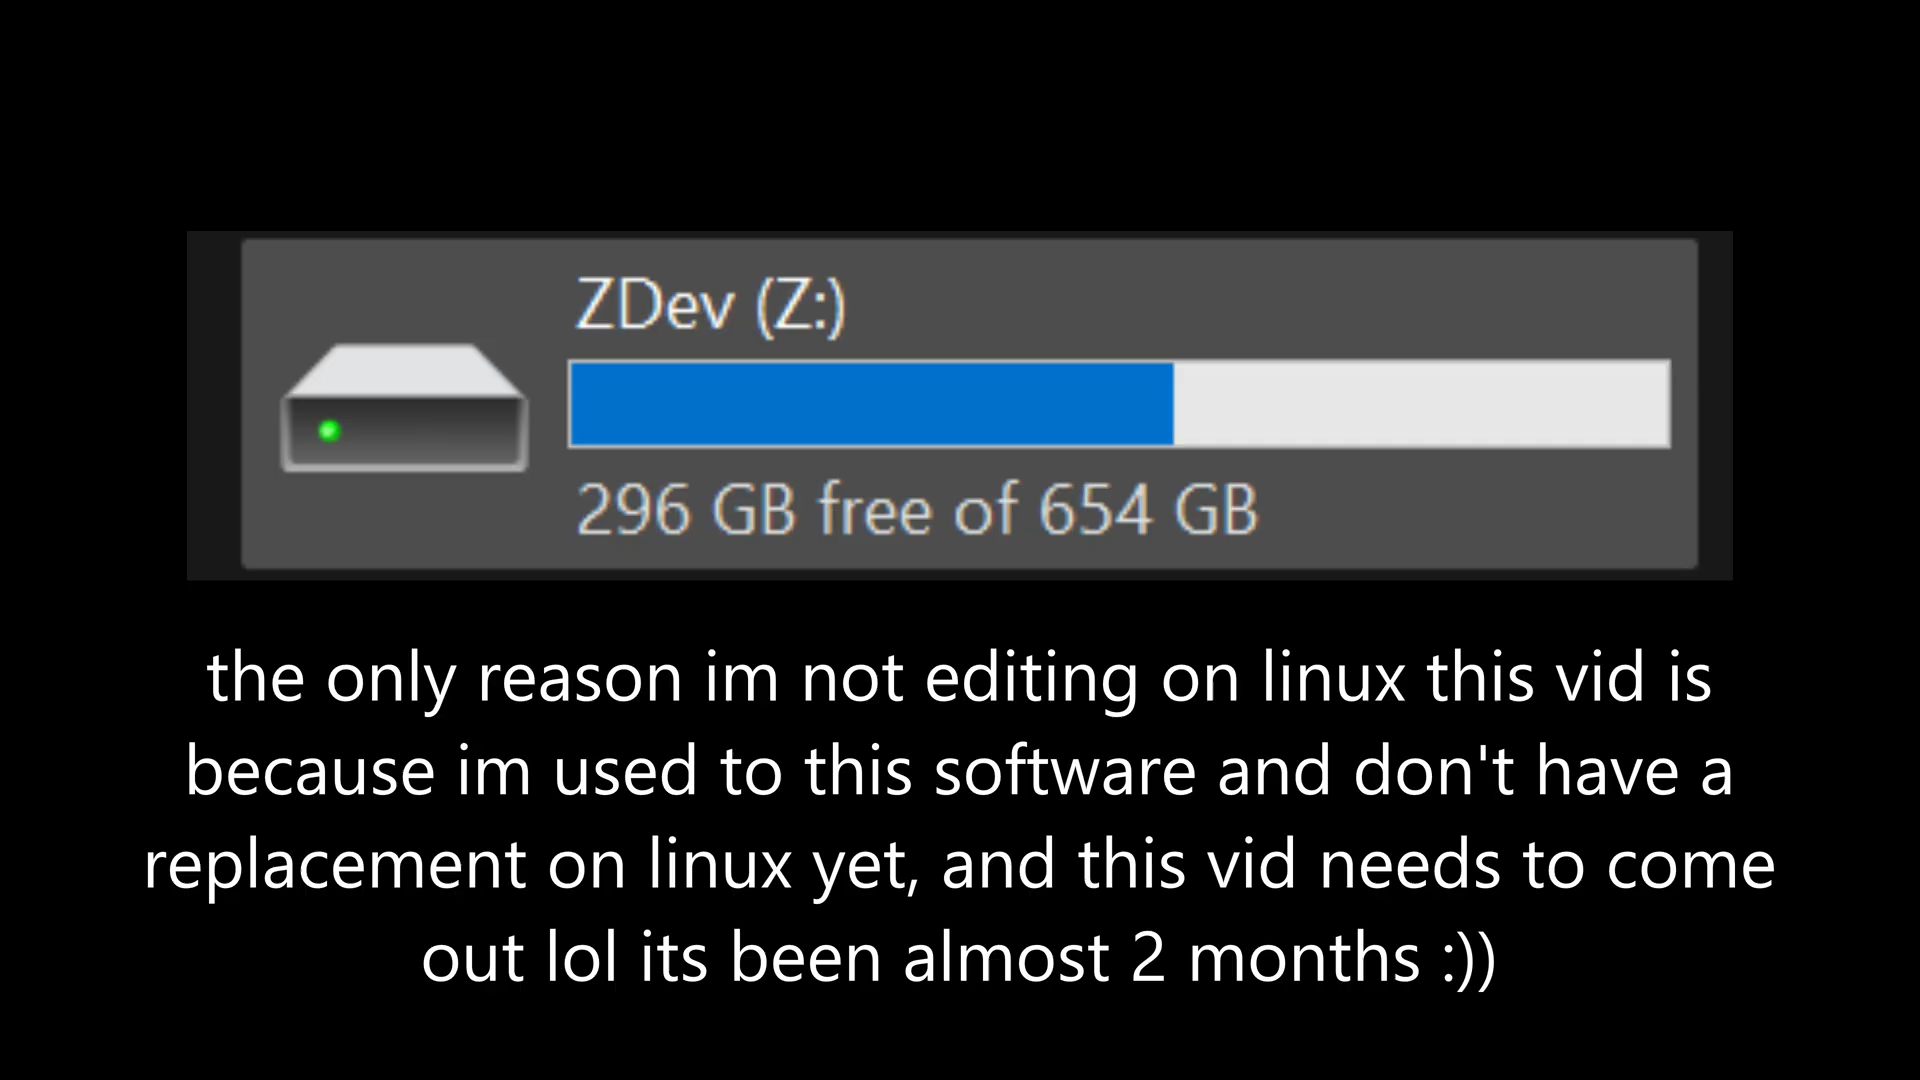 ZDev (Z:)
296 GB free of 654 GB
the only reason im not editing on linux this vid is
because im used to this software and don't have a
replacement on linux yet, and this vid needs to come
out lol its been almost 2 months :))